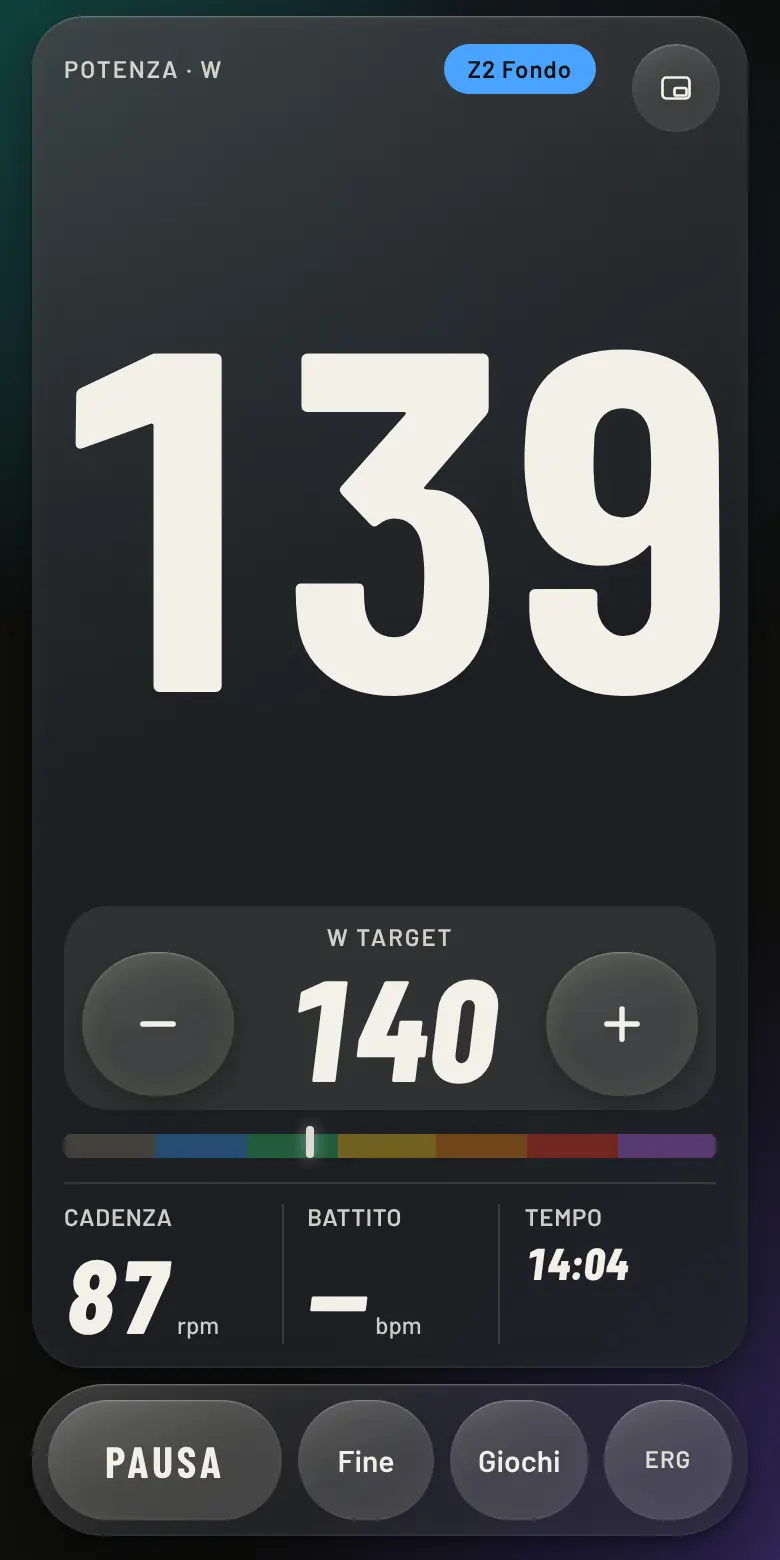 POTENZA · W
Z2 Fondo
139
W TARGET
− 140 +
CADENZA
87 rpm
BATTITO
— bpm
TEMPO
14:04
PAUSA
Fine
Giochi
ERG